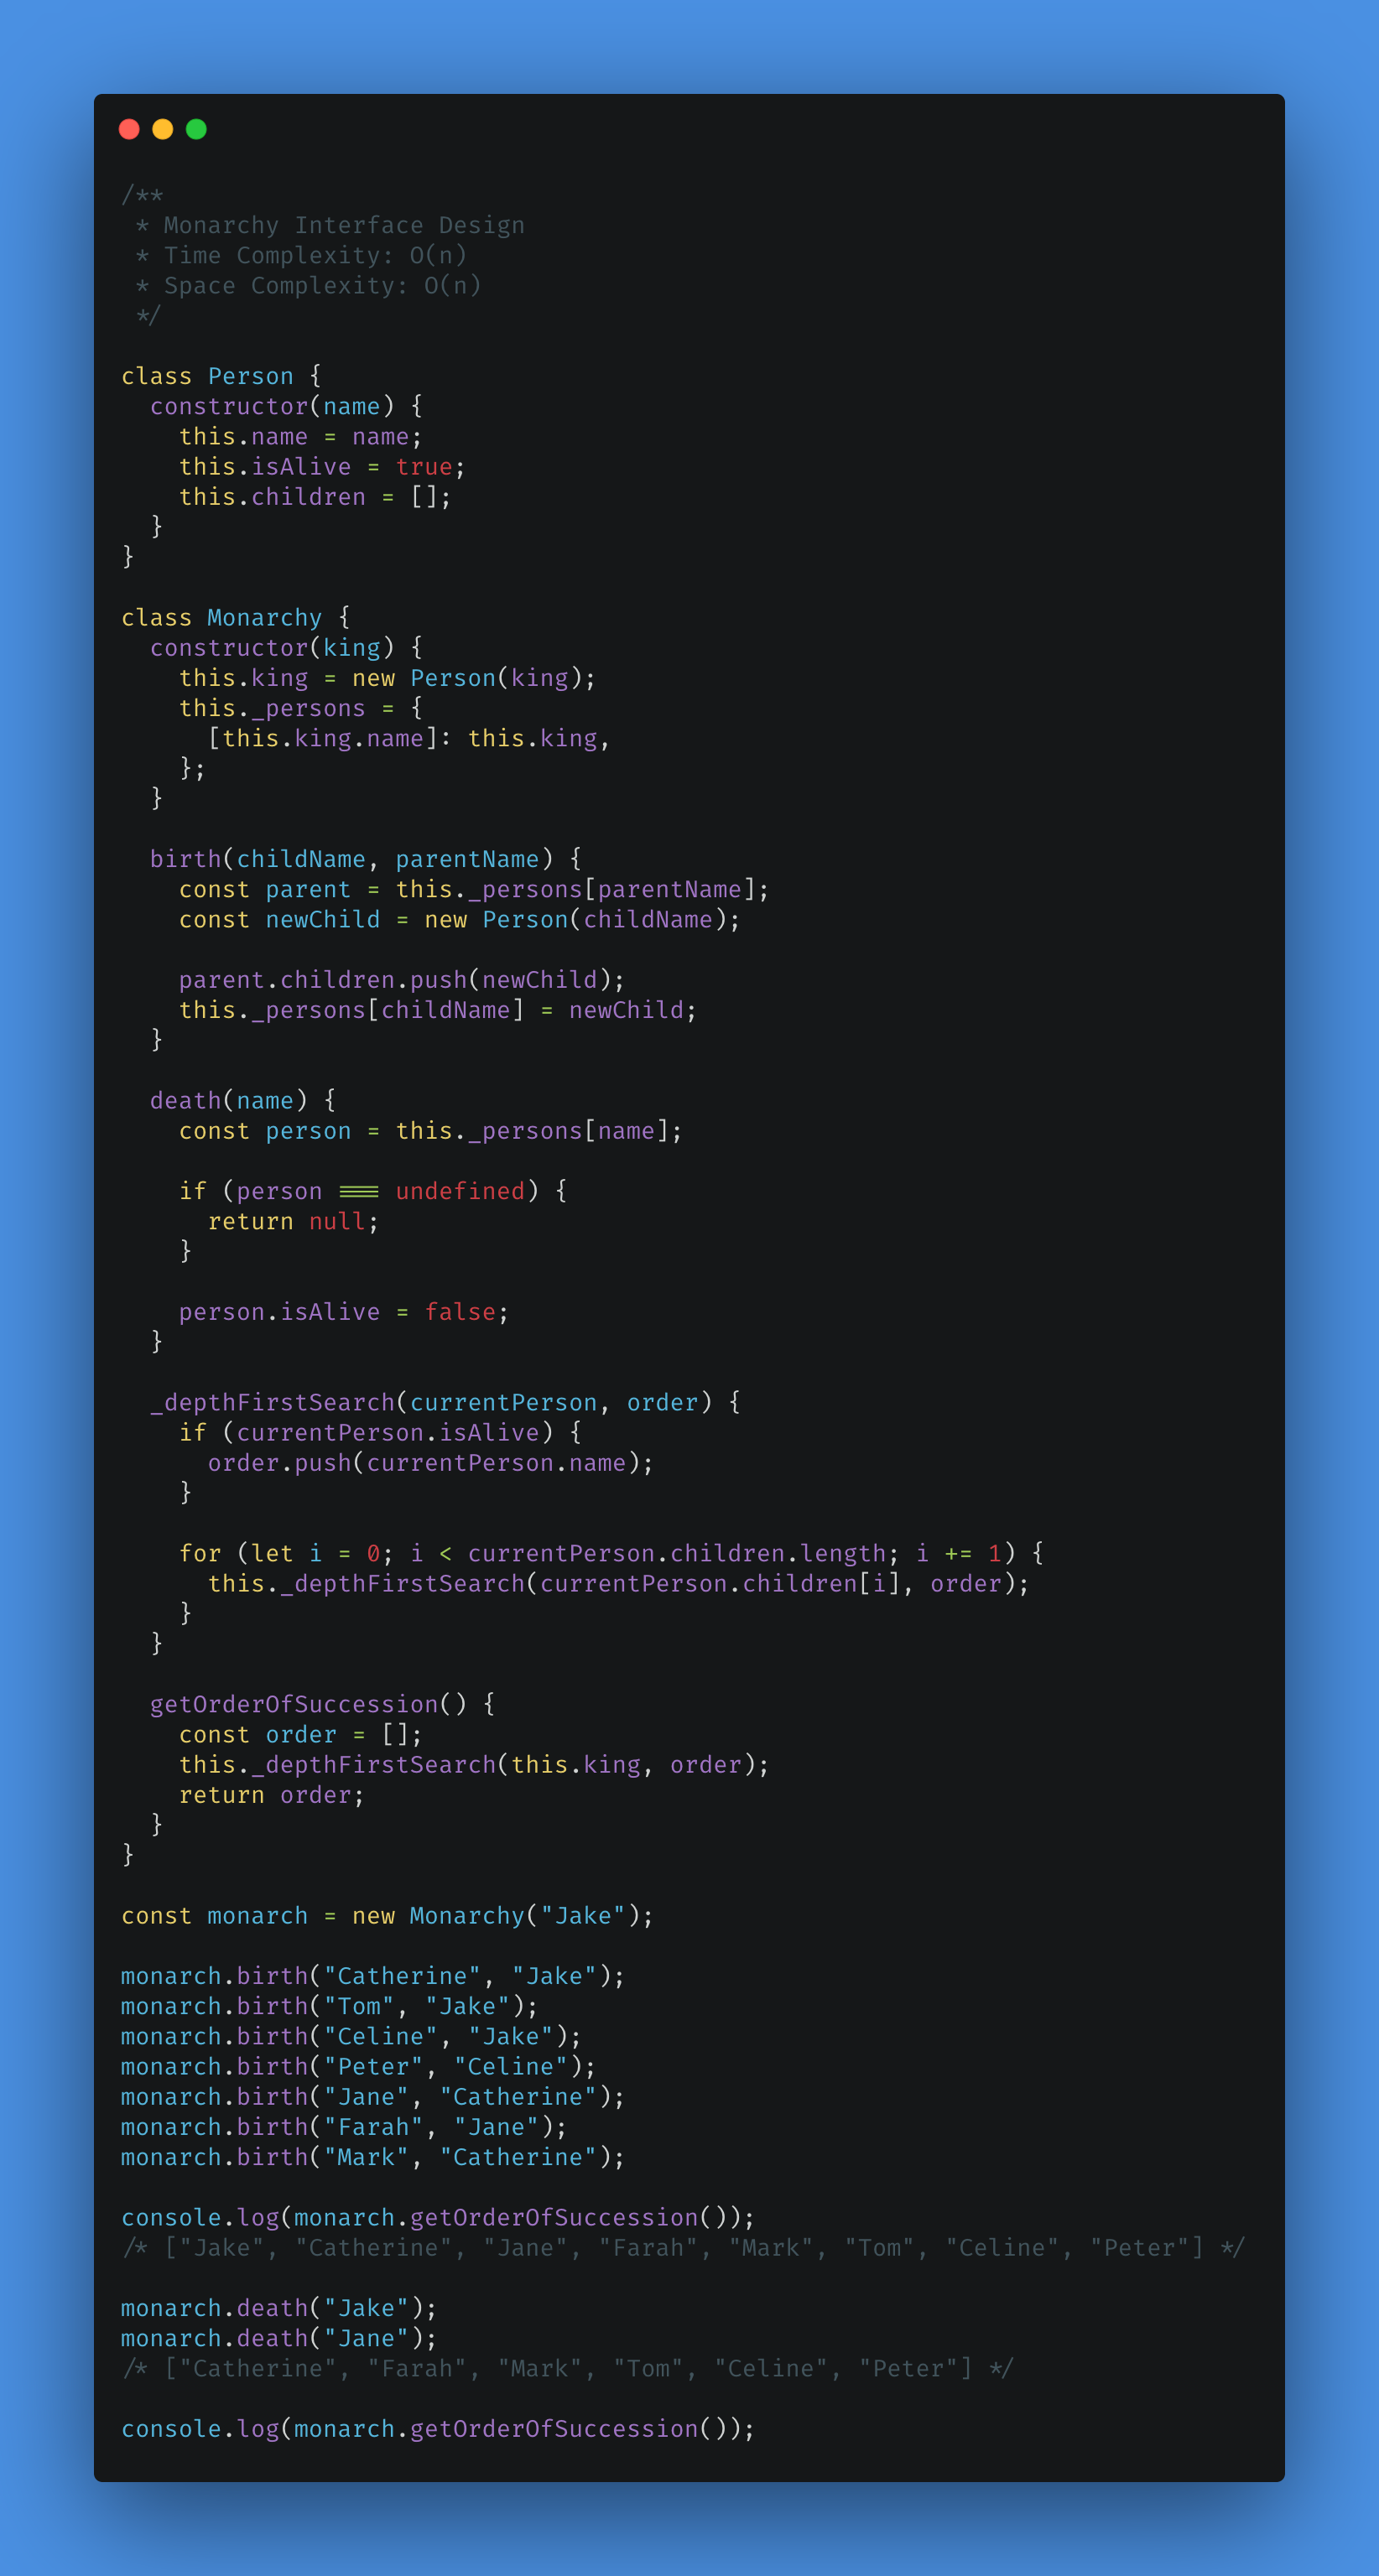 /**
 * Monarchy Interface Design
 * Time Complexity: O(n)
 * Space Complexity: O(n)
 */

class Person {
  constructor(name) {
    this.name = name;
    this.isAlive = true;
    this.children = [];
  }
}

class Monarchy {
  constructor(king) {
    this.king = new Person(king);
    this._persons = {
      [this.king.name]: this.king,
    };
  }

  birth(childName, parentName) {
    const parent = this._persons[parentName];
    const newChild = new Person(childName);

    parent.children.push(newChild);
    this._persons[childName] = newChild;
  }

  death(name) {
    const person = this._persons[name];

    if (person === undefined) {
      return null;
    }

    person.isAlive = false;
  }

  _depthFirstSearch(currentPerson, order) {
    if (currentPerson.isAlive) {
      order.push(currentPerson.name);
    }

    for (let i = 0; i < currentPerson.children.length; i += 1) {
      this._depthFirstSearch(currentPerson.children[i], order);
    }
  }

  getOrderOfSuccession() {
    const order = [];
    this._depthFirstSearch(this.king, order);
    return order;
  }
}

const monarch = new Monarchy("Jake");

monarch.birth("Catherine", "Jake");
monarch.birth("Tom", "Jake");
monarch.birth("Celine", "Jake");
monarch.birth("Peter", "Celine");
monarch.birth("Jane", "Catherine");
monarch.birth("Farah", "Jane");
monarch.birth("Mark", "Catherine");

console.log(monarch.getOrderOfSuccession());
/* ["Jake", "Catherine", "Jane", "Farah", "Mark", "Tom", "Celine", "Peter"] */

monarch.death("Jake");
monarch.death("Jane");
/* ["Catherine", "Farah", "Mark", "Tom", "Celine", "Peter"] */

console.log(monarch.getOrderOfSuccession());